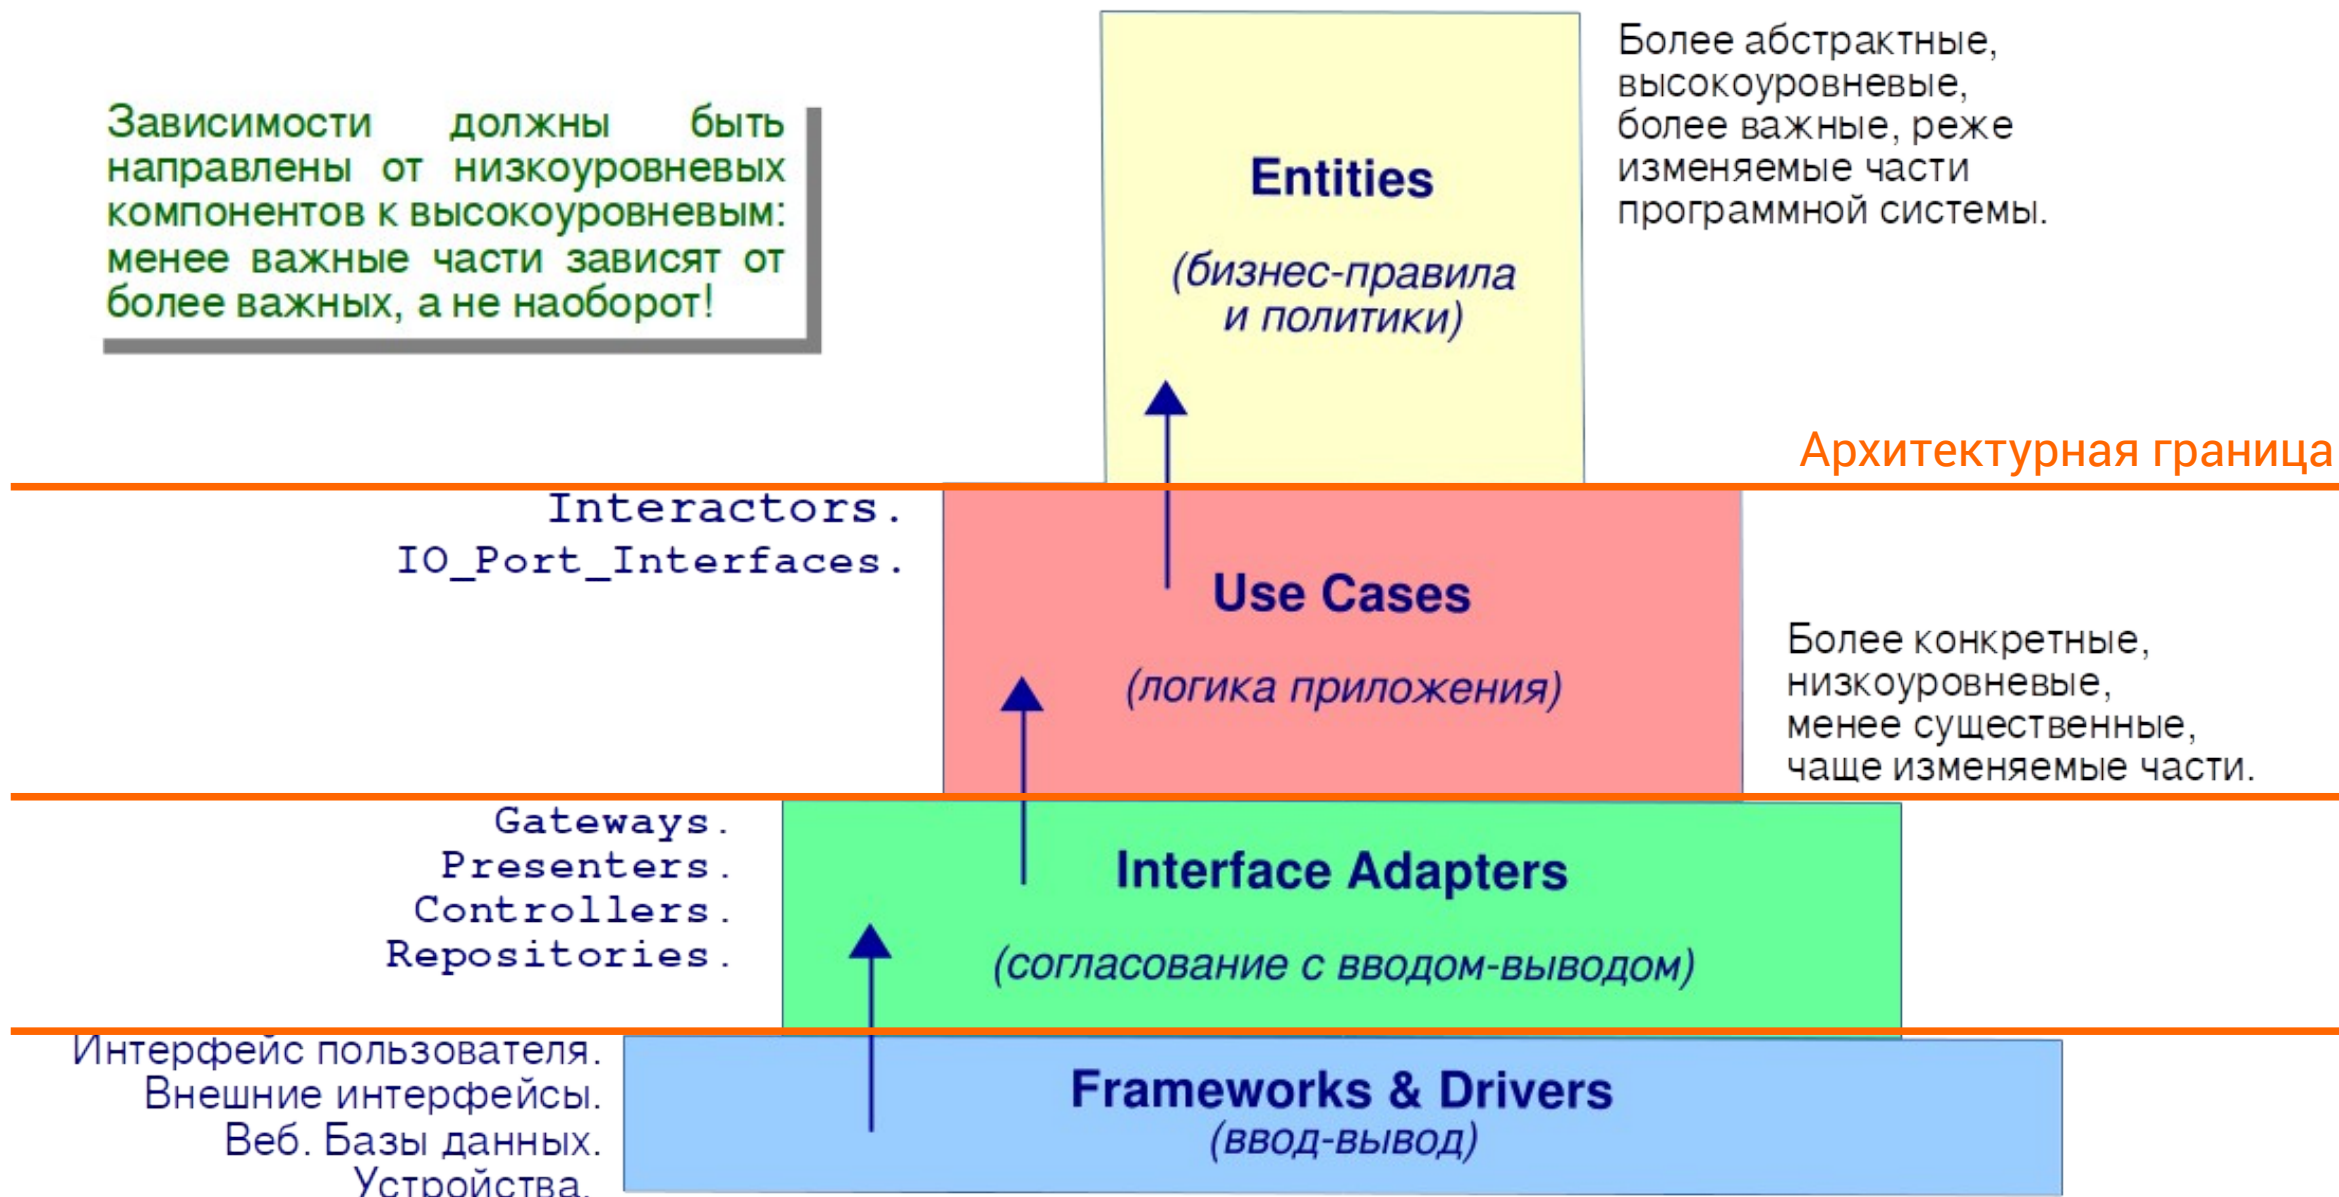 Зависимости должны быть
направлены от низкоуровневых
компонентов к высокоуровневым:
менее важные части зависят от
более важных, а не наоборот!
Entities
(бизнес-правила
и политики)
Более абстрактные,
высокоуровневые,
более важные, реже
изменяемые части
программной системы.
Архитектурная граница
Interactors.
IO_Port_Interfaces.
Use Cases
(логика приложения)
Более конкретные,
низкоуровневые,
менее существенные,
чаще изменяемые части.
Gateways.
Presenters.
Controllers.
Repositories.
Interface Adapters
(согласование с вводом-выводом)
Интерфейс пользователя.
Внешние интерфейсы.
Веб. Базы данных.
Устройства.
Frameworks & Drivers
(ввод-вывод)